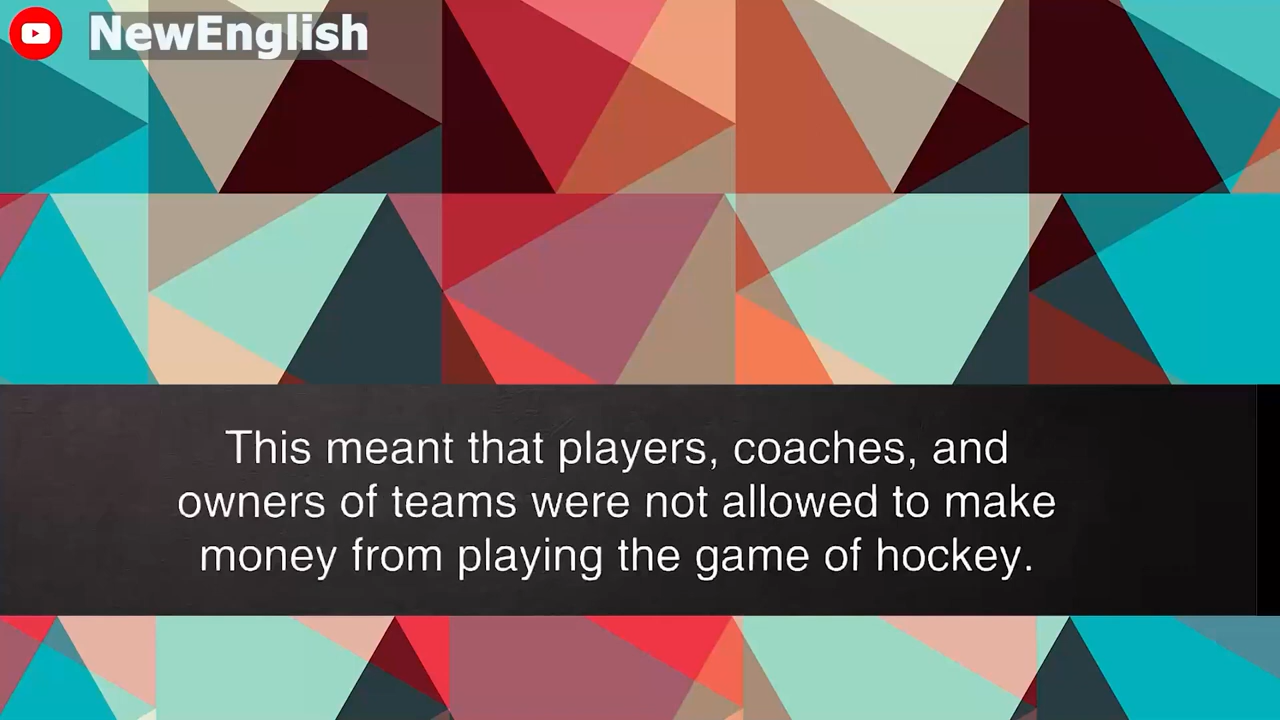 NewEnglish
This meant that players, coaches, and
owners of teams were not allowed to make
money from playing the game of hockey.